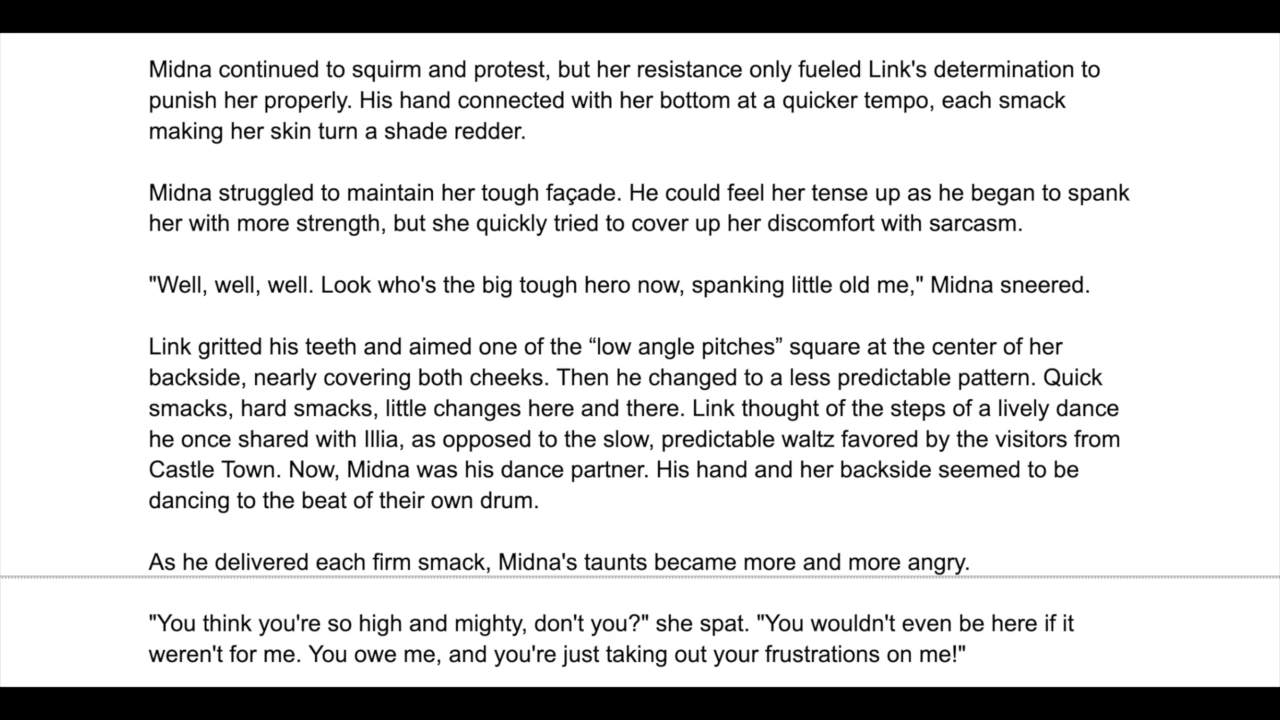 Midna continued to squirm and protest, but her resistance only fueled Link's determination to
punish her properly. His hand connected with her bottom at a quicker tempo, each smack
making her skin turn a shade redder.
Midna struggled to maintain her tough façade. He could feel her tense up as he began to spank
her with more strength, but she quickly tried to cover up her discomfort with sarcasm.
"Well, well, well. Look who's the big tough hero now, spanking little old me," Midna sneered.
Link gritted his teeth and aimed one of the “low angle pitches” square at the center of her
backside, nearly covering both cheeks. Then he changed to a less predictable pattern. Quick
smacks, hard smacks, little changes here and there. Link thought of the steps of a lively dance
he once shared with Illia, as opposed to the slow, predictable waltz favored by the visitors from
Castle Town. Now, Midna was his dance partner. His hand and her backside seemed to be
dancing to the beat of their own drum.
As he delivered each firm smack, Midna's taunts became more and more angry.
"You think you're so high and mighty, don't you?" she spat. "You wouldn't even be here if it
weren't for me. You owe me, and you're just taking out your frustrations on me!"